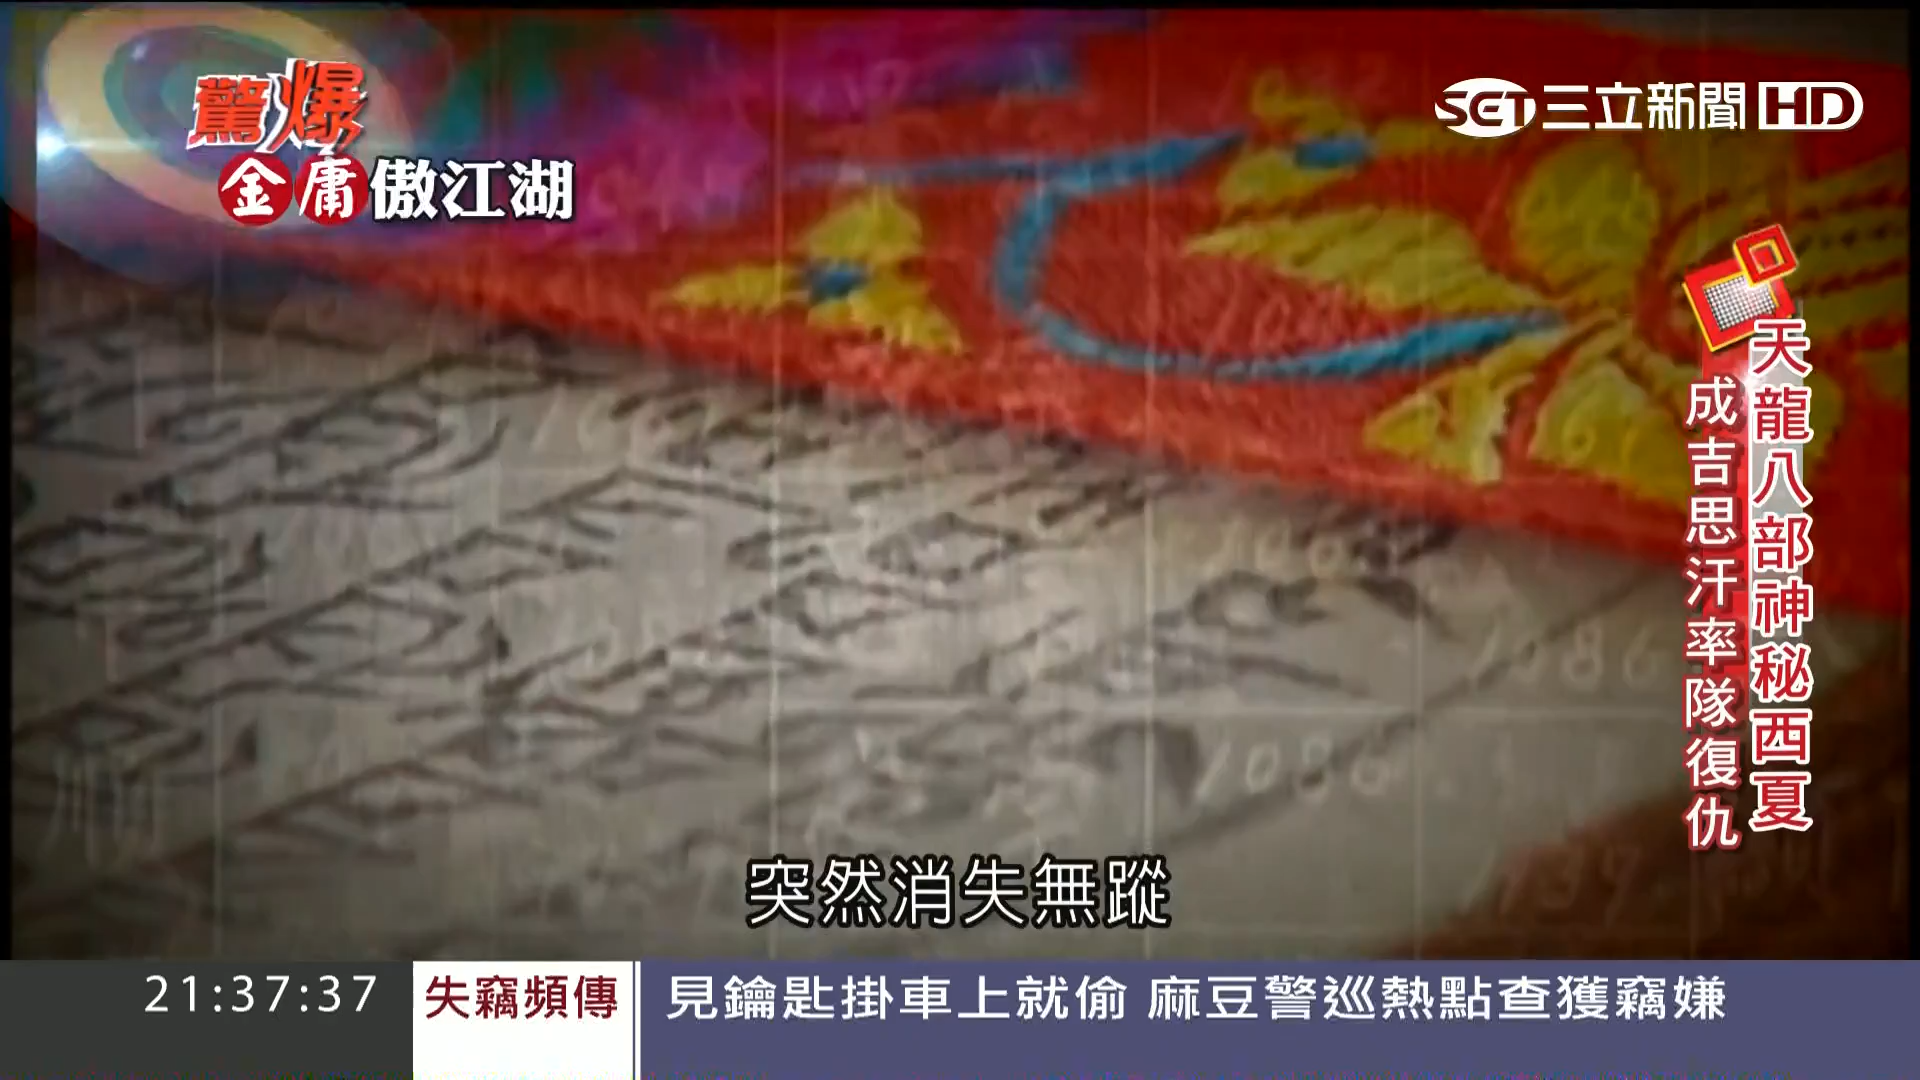 驚爆
金庸傲江湖
SET三立新聞HD
天龍八部神秘西夏
成吉思汗率隊復仇
突然消失無蹤
21:37:37
失竊頻傳
見鑰匙掛車上就偷 麻豆警巡熱點查獲竊嫌